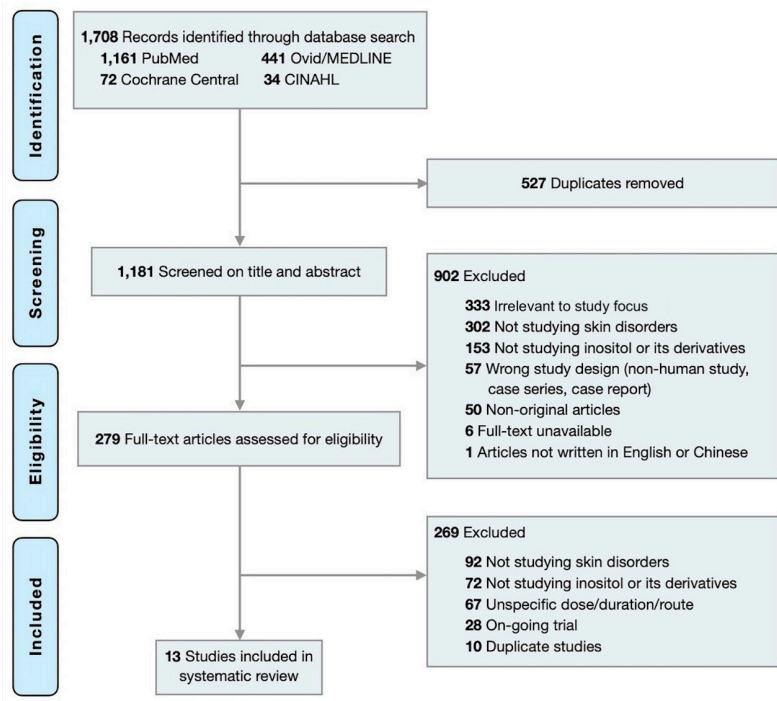 Identification
1,708 Records identified through database search
1,161 PubMed 441 Ovid/MEDLINE
72 Cochrane Central 34 CINAHL
527 Duplicates removed
Screening
1,181 Screened on title and abstract
902 Excluded
333 Irrelevant to study focus
302 Not studying skin disorders
153 Not studying inositol or its derivatives
57 Wrong study design (non-human study,
case series, case report)
50 Non-original articles
6 Full-text unavailable
1 Articles not written in English or Chinese
Eligibility
279 Full-text articles assessed for eligibility
269 Excluded
92 Not studying skin disorders
72 Not studying inositol or its derivatives
67 Unspecific dose/duration/route
28 On-going trial
10 Duplicate studies
Included
13 Studies included in
systematic review